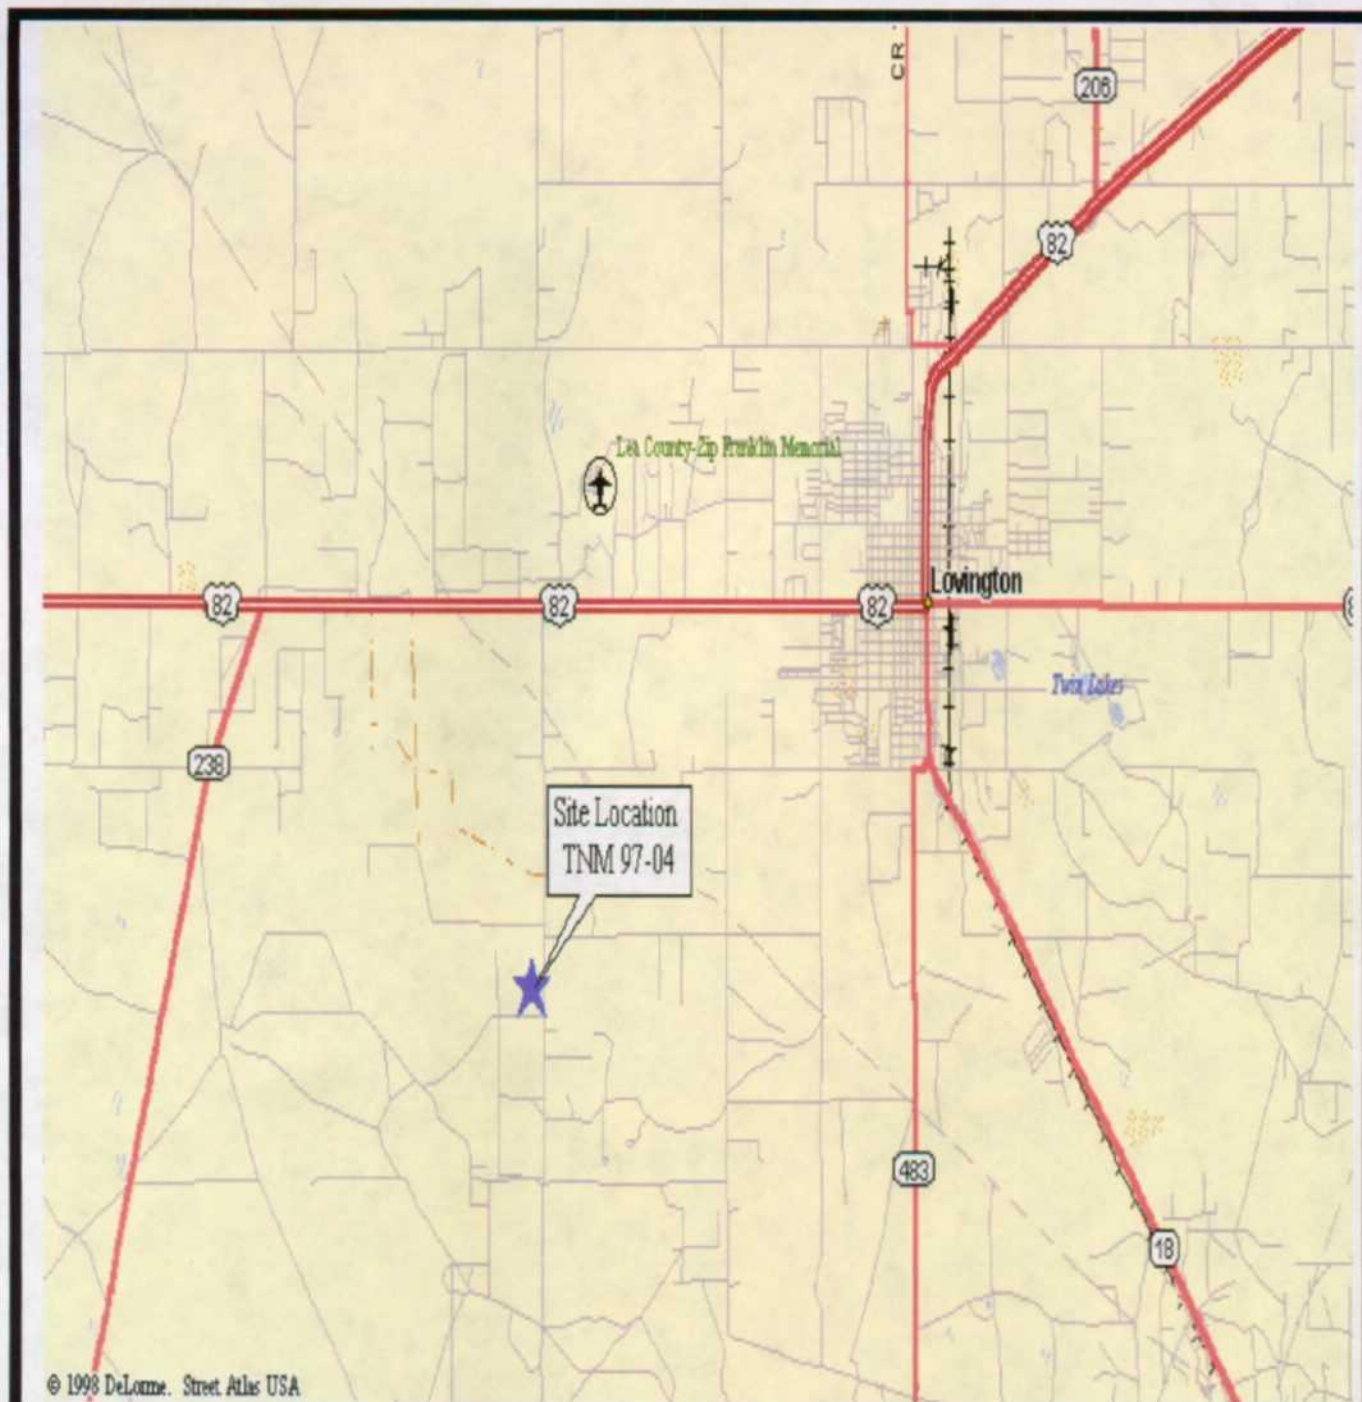 CR
206
82
Lea County-Zip Franklin Memorial
Lovington
82
82
82
Twin Lakes
238
Site Location
TNM 97-04
483
18
© 1998 DeLorme. Street Atlas USA